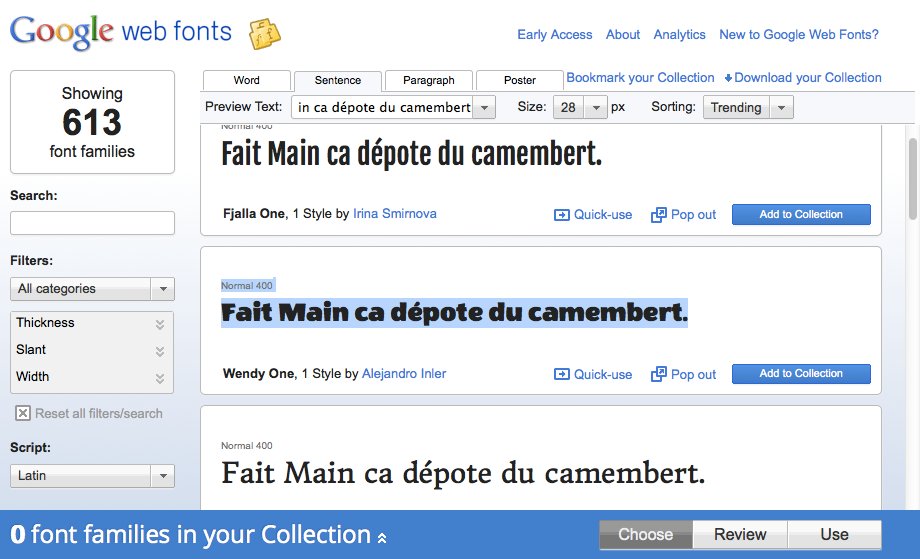 Google web fonts
Early Access About Analytics New to Google Web Fonts?
Showing
613
font families
Word Sentence Paragraph Poster Bookmark your Collection Download your Collection
Preview Text: in ca dépote du camembert Size: 28 px Sorting: Trending
Normal 400
Fait Main ca dépote du camembert.
Fjalla One, 1 Style by Irina Smirnova Quick-use Pop out Add to Collection
Search:
Filters:
All categories
Thickness
Slant
Width
Reset all filters/search
Script:
Latin
Normal 400
Fait Main ca dépote du camembert.
Wendy One, 1 Style by Alejandro Inler Quick-use Pop out Add to Collection
Normal 400
Fait Main ca dépote du camembert.
0 font families in your Collection Choose Review Use